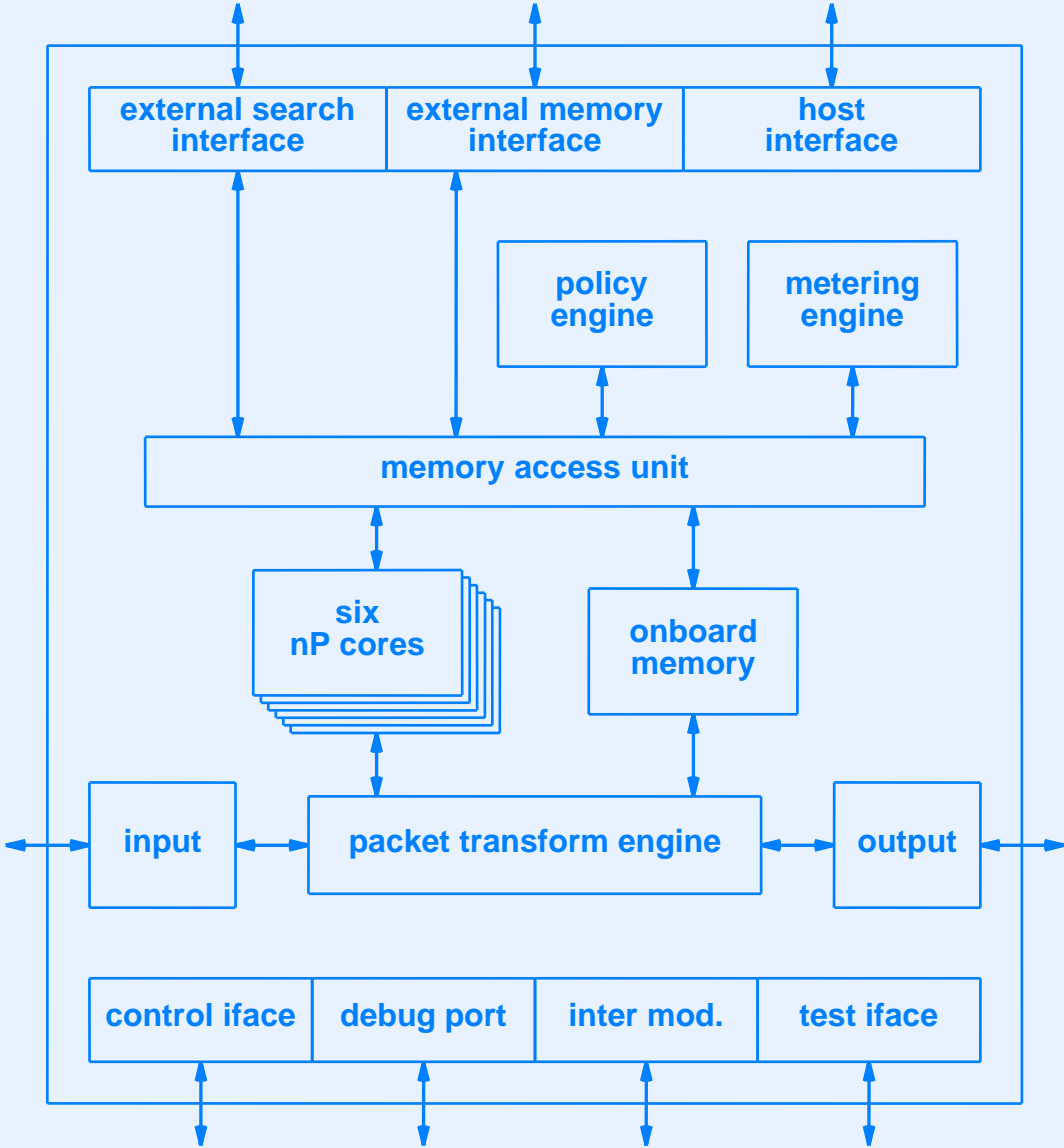 external search
interface
external memory
interface
host
interface
policy
engine
metering
engine
memory access unit
six
nP cores
onboard
memory
input
packet transform engine
output
control iface
debug port
inter mod.
test iface